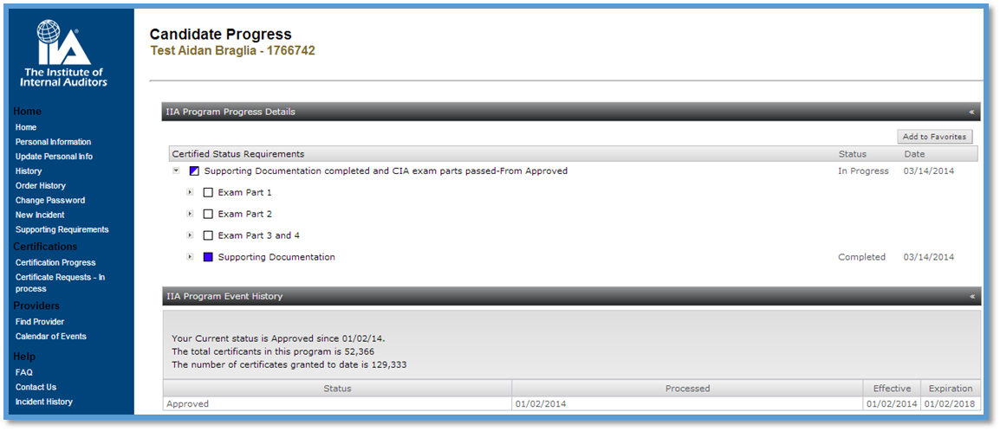 IIA
The Institute of
Internal Auditors
Home
Home
Personal Information
Update Personal Info
History
Order History
Change Password
New Incident
Supporting Requirements
Certifications
Certification Progress
Certificate Requests - In
process
Providers
Find Provider
Calendar of Events
Help
FAQ
Contact Us
Incident History
Candidate Progress
Test Aidan Braglia - 1766742
IIA Program Progress Details «
Add to Favorites
Certified Status Requirements Status Date
Supporting Documentation completed and CIA exam parts passed-From Approved In Progress 03/14/2014
Exam Part 1
Exam Part 2
Exam Part 3 and 4
Supporting Documentation Completed 03/14/2014
IIA Program Event History «
Your Current status is Approved since 01/02/14.
The total certificants in this program is 52,366
The number of certificates granted to date is 129,333
Status Processed Effective Expiration
Approved 01/02/2014 01/02/2014 01/02/2018